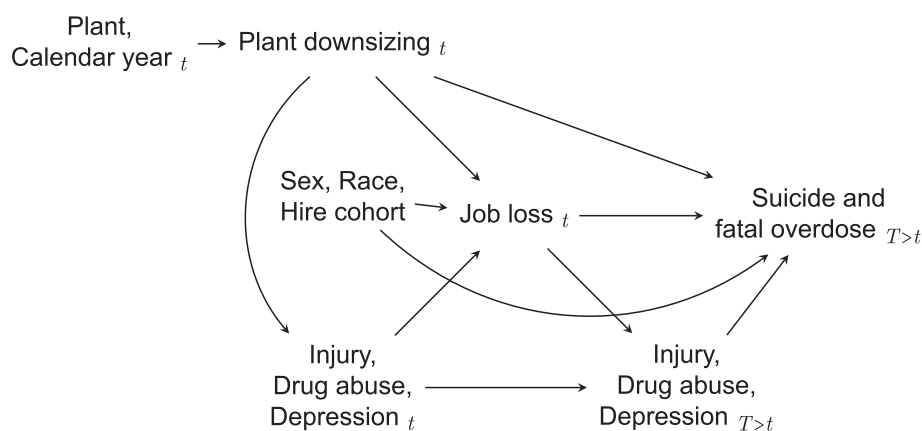 Plant,
Calendar year t
Plant downsizing t
Sex, Race,
Hire cohort
Job loss t
Suicide and
fatal overdose T>t
Injury,
Drug abuse,
Depression t
Injury,
Drug abuse,
Depression T>t